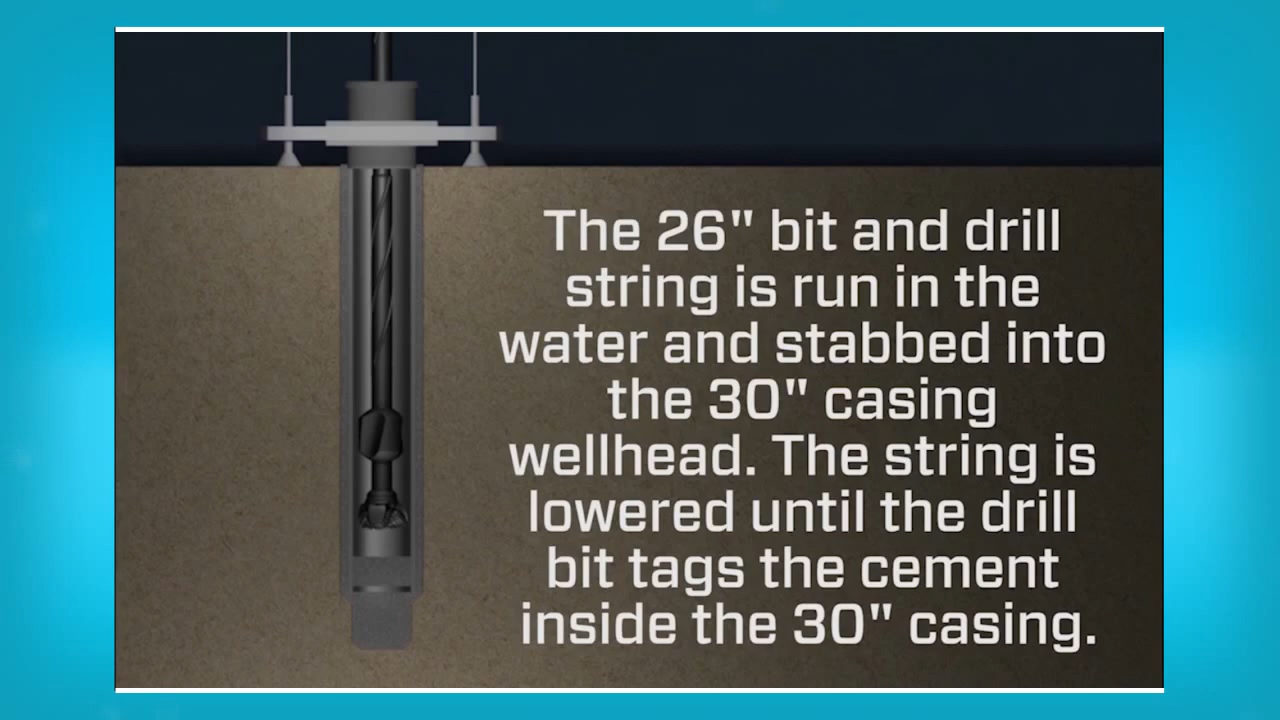 The 26" bit and drill
string is run in the
water and stabbed into
the 30" casing
wellhead. The string is
lowered until the drill
bit tags the cement
inside the 30" casing.